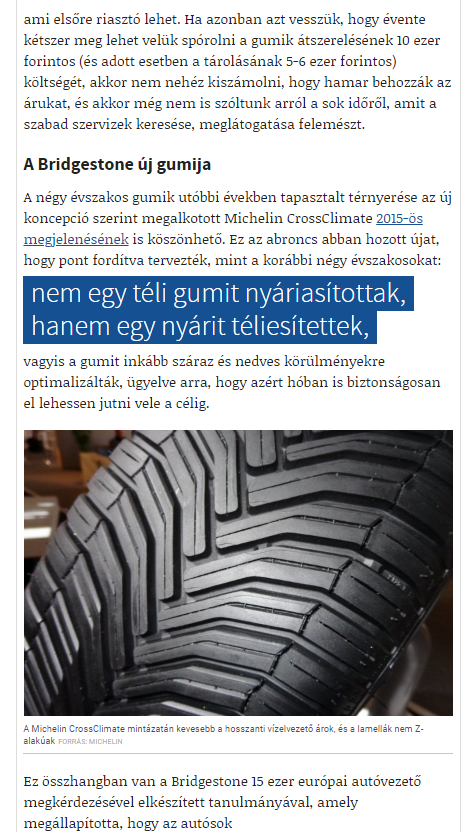 ami elsőre riasztó lehet. Ha azonban azt vesszük, hogy évente
kétszer meg lehet velük spórolni a gumik átszerelésének 10 ezer
forintos (és adott esetben a tárolásának 5-6 ezer forintos)
költségét, akkor nem nehéz kiszámolni, hogy hamar behozzák az
árukat, és akkor még nem is szóltunk arról a sok időről, amit a
szabad szervizek keresése, meglátogatása felemészt.
A Bridgestone új gumija
A négy évszakos gumik utóbbi években tapasztalt térnyerése az új
koncepció szerint megalkotott Michelin CrossClimate 2015-ös
megjelenésének is köszönhető. Ez az abroncs abban hozott újat,
hogy pont fordítva tervezték, mint a korábbi négy évszakosokat:
nem egy téli gumit nyáriasítottak,
hanem egy nyárit téliesítettek,
vagyis a gumit inkább száraz és nedves körülményekre
optimalizálták, ügyelve arra, hogy azért hóban is biztonságosan
el lehessen jutni vele a célig.
A Michelin CrossClimate mintázatán kevesebb a hosszanti vízelvezető árok, és a lamellák nem Z-
alakúak FORRÁS: MICHELIN
Ez összhangban van a Bridgestone 15 ezer európai autóvezető
megkérdezésével elkészített tanulmányával, amely
megállapította, hogy az autósok